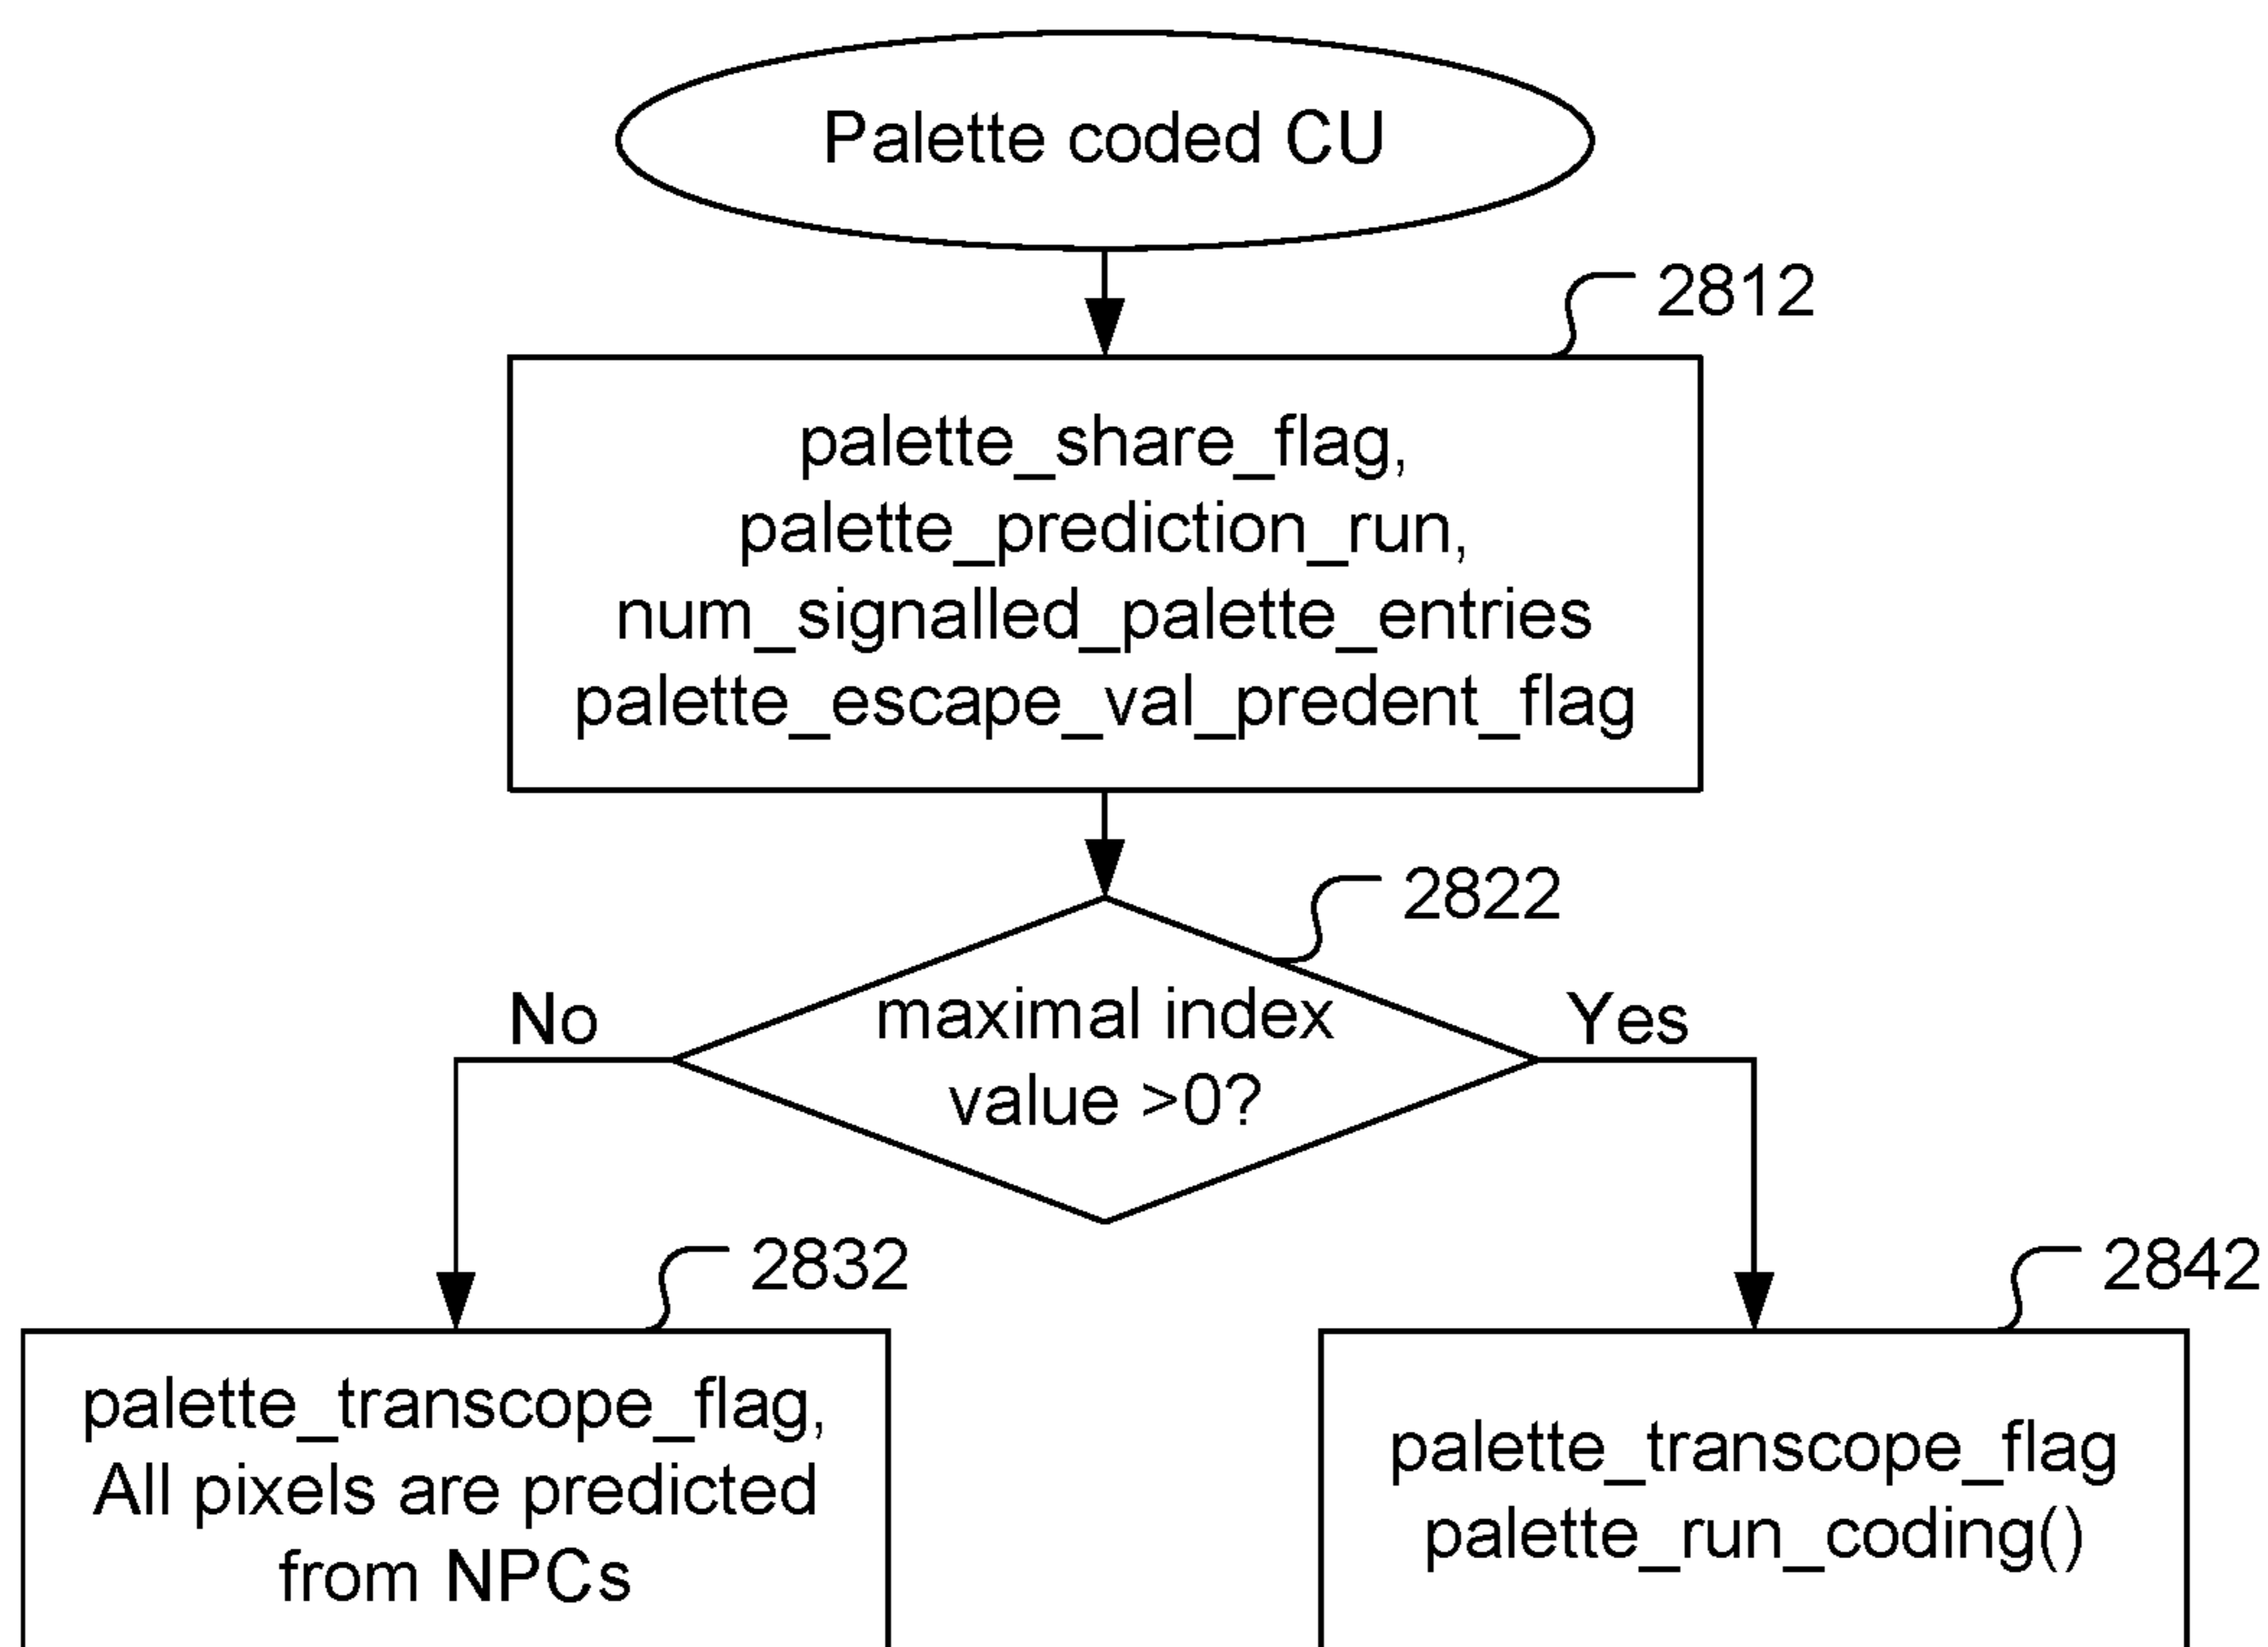 Palette coded CU
2812
palette_share_flag,
palette_prediction_run,
num_signalled_palette_entries
palette_escape_val_predent_flag
2822
maximal index
value >0?
No
Yes
2832
palette_transcope_flag,
All pixels are predicted
from NPCs
2842
palette_transcope_flag
palette_run_coding()